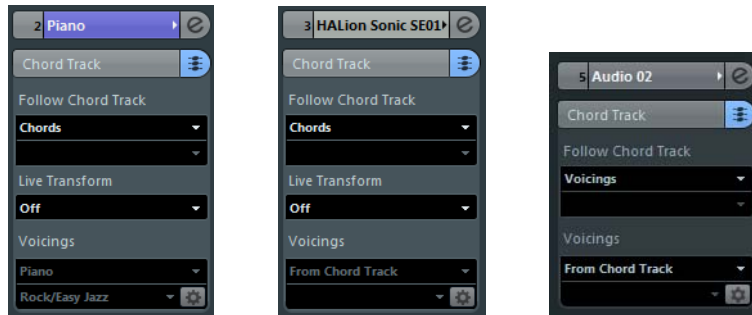 2 Piano
Chord Track
Follow Chord Track
Chords
Live Transform
Off
Voicings
Piano
Rock/Easy Jazz
3 HALion Sonic SE01
Chord Track
Follow Chord Track
Chords
Live Transform
Off
Voicings
From Chord Track
5 Audio 02
Chord Track
Follow Chord Track
Voicings
Voicings
From Chord Track